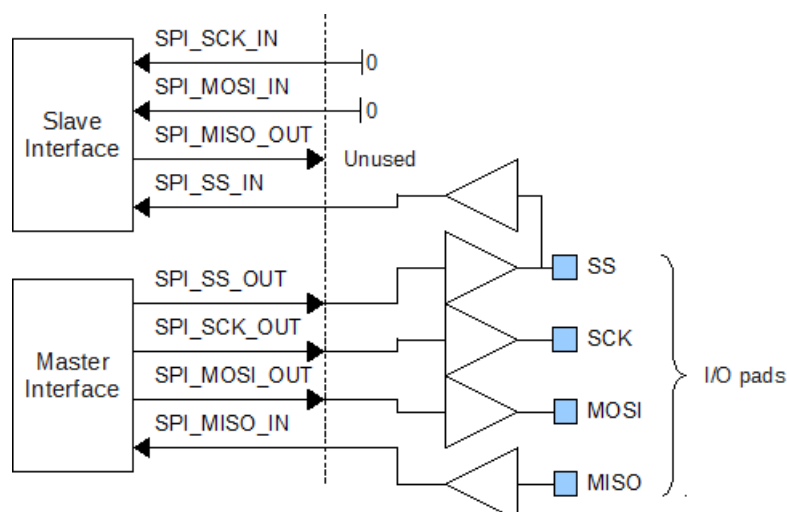 SPI_SCK_IN
0
SPI_MOSI_IN
0
Slave
Interface
SPI_MISO_OUT
Unused
SPI_SS_IN
SPI_SS_OUT
SS
SPI_SCK_OUT
SCK
Master
Interface
SPI_MOSI_OUT
I/O pads
MOSI
SPI_MISO_IN
MISO